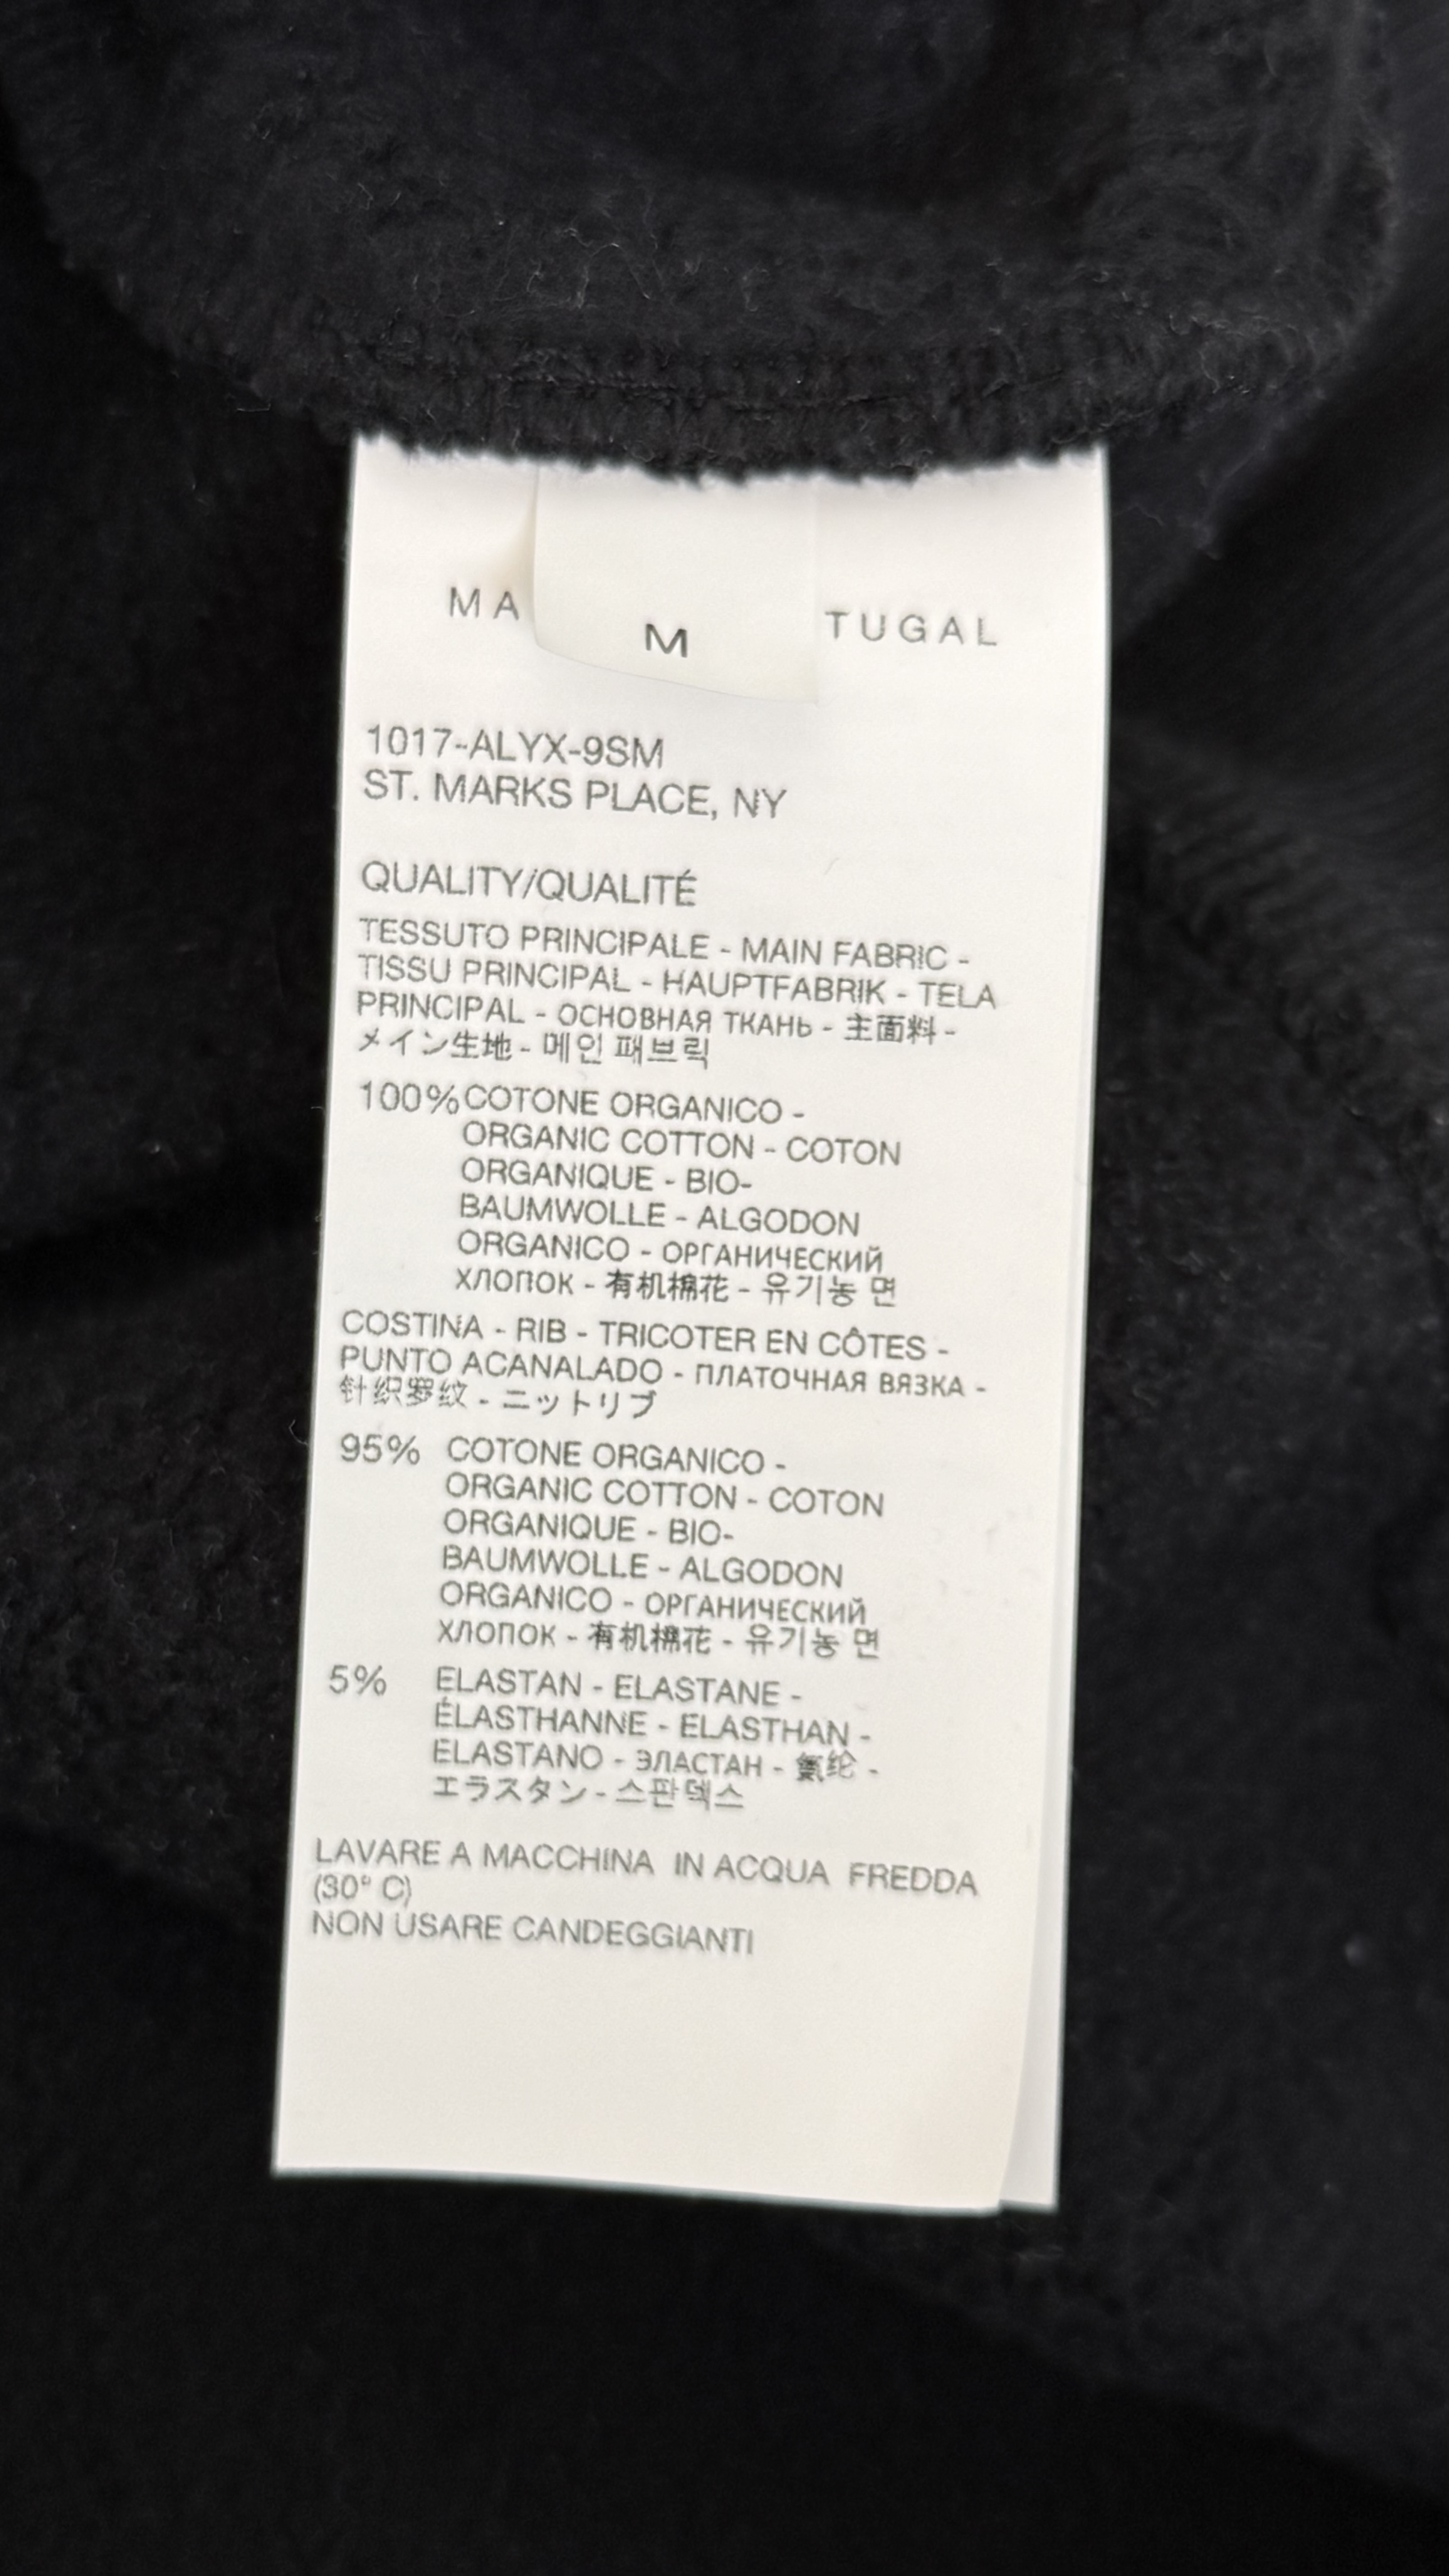 MA
M
TUGAL
1017-ALYX-9SM
ST. MARKS PLACE, NY
QUALITY/QUALITÉ
TESSUTO PRINCIPALE - MAIN FABRIC -
TISSU PRINCIPAL - HAUPTFABRIK - TELA
PRINCIPAL - ОСНОВНАЯ ТКАНЬ - 主面料 -
メイン生地 - 메인 패브릭
100% COTONE ORGANICO -
ORGANIC COTTON - COTON
ORGANIQUE - BIO-
BAUMWOLLE - ALGODON
ORGANICO - ОРГАНИЧЕСКИЙ
ХЛОПОК - 有机棉花 - 유기농 면
COSTINA - RIB - TRICOTER EN CÔTES -
PUNTO ACANALADO - ПЛАТОЧНАЯ ВЯЗКА -
针织罗纹 - ニットリブ
95% COTONE ORGANICO -
ORGANIC COTTON - COTON
ORGANIQUE - BIO-
BAUMWOLLE - ALGODON
ORGANICO - ОРГАНИЧЕСКИЙ
ХЛОПОК - 有机棉花 - 유기농 면
5% ELASTAN - ELASTANE -
ÉLASTHANNE - ELASTHAN -
ELASTANO - ЭЛАСТАН - 氨纶 -
エラスタン - 스판덱스
LAVARE A MACCHINA IN ACQUA FREDDA
(30° C)
NON USARE CANDEGGIANTI